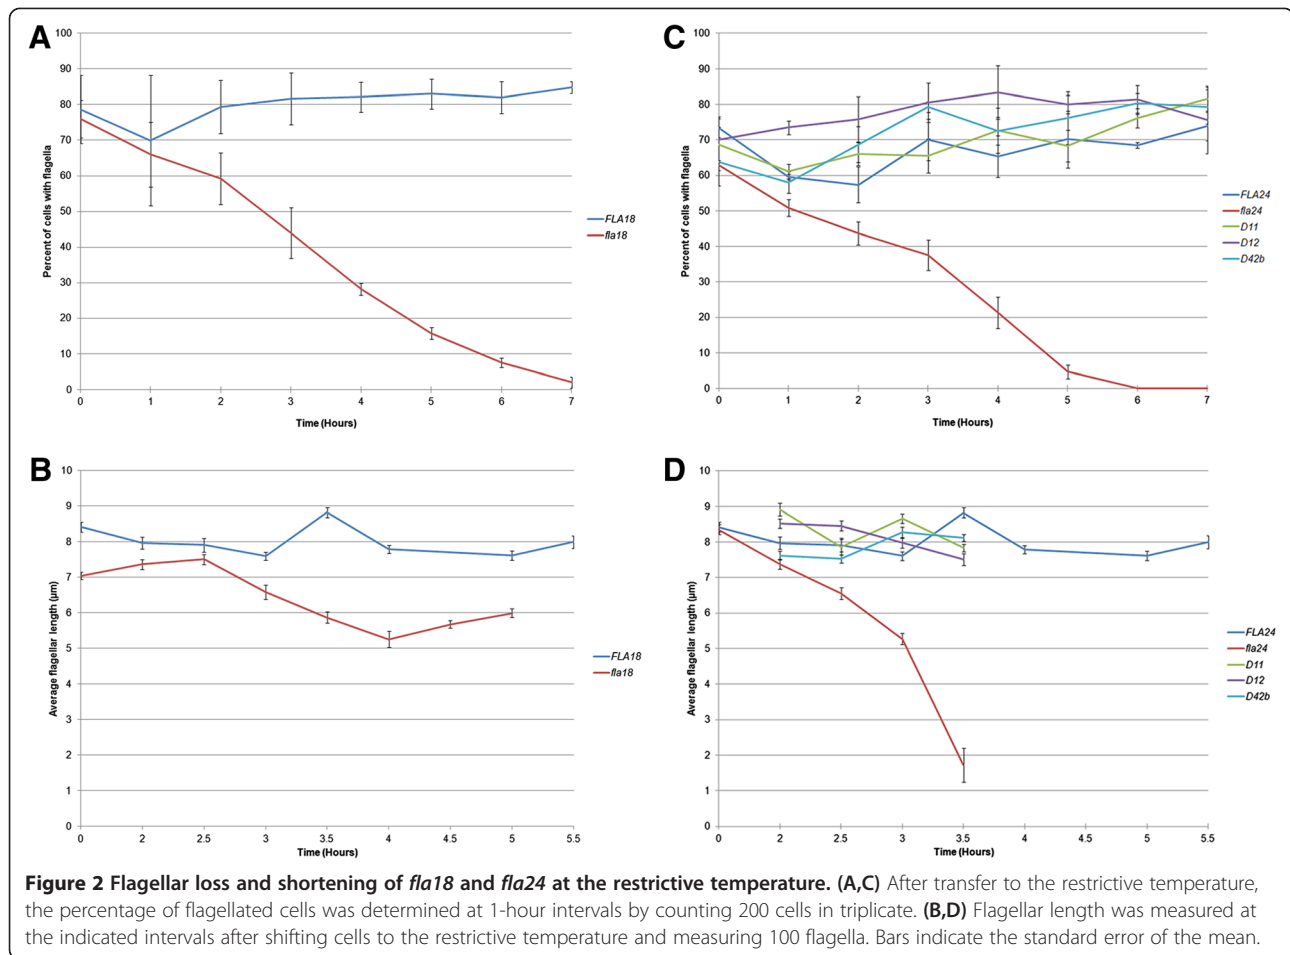 A
100
90
80
70
60
50
40
30
20
10
0
Percent of cells with flagella
0 1 2 3 4 5 6 7
Time (Hours)
FLA18
fla18
C
100
90
80
70
60
50
40
30
20
10
0
Percent of cells with flagella
0 1 2 3 4 5 6 7
Time (Hours)
FLA24
fla24
D11
D12
D42b
B
10
9
8
7
6
5
4
3
2
1
0
Average flagellar length (µm)
0 2 2.5 3 3.5 4 4.5 5 5.5
Time (Hours)
FLA18
fla18
D
10
9
8
7
6
5
4
3
2
1
0
Average flagellar length (µm)
0 2 2.5 3 3.5 4 5 5.5
Time (Hours)
FLA24
fla24
D11
D12
D42b
Figure 2 Flagellar loss and shortening of fla18 and fla24 at the restrictive temperature. (A,C) After transfer to the restrictive temperature,
the percentage of flagellated cells was determined at 1-hour intervals by counting 200 cells in triplicate. (B,D) Flagellar length was measured at
the indicated intervals after shifting cells to the restrictive temperature and measuring 100 flagella. Bars indicate the standard error of the mean.